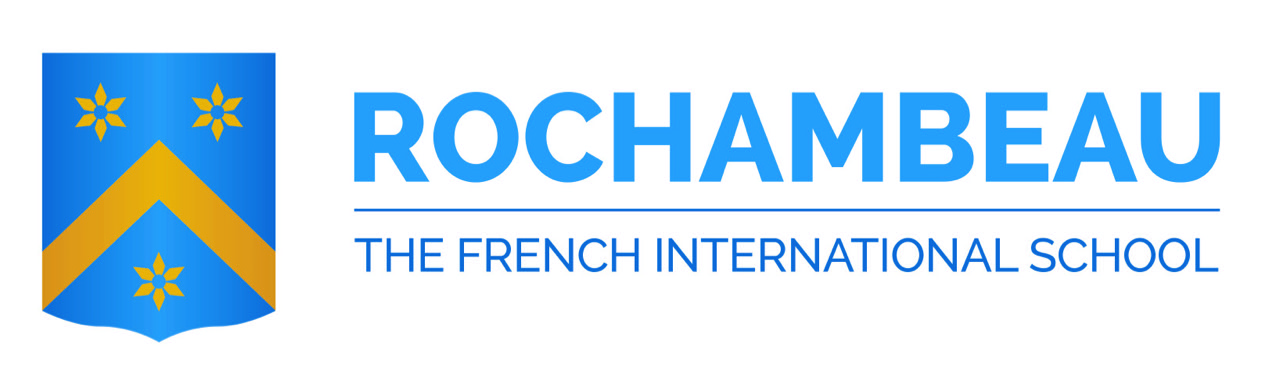 ROCHAMBEAU
THE FRENCH INTERNATIONAL SCHOOL